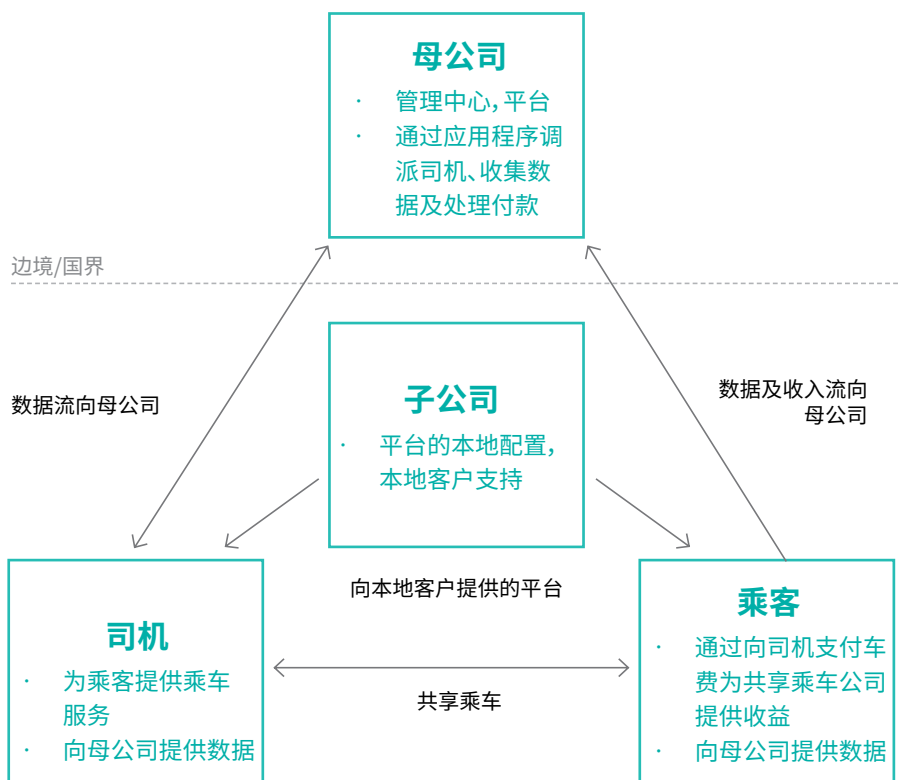 母公司
· 管理中心，平台
· 通过应用程序调
派司机、收集数
据及处理付款
边境/国界
数据流向母公司
数据及收入流向
母公司
子公司
· 平台的本地配置，
本地客户支持
向本地客户提供的平台
司机
· 为乘客提供乘车
服务
· 向母公司提供数据
共享乘车
乘客
· 通过向司机支付车
费为共享乘车公司
提供收益
· 向母公司提供数据